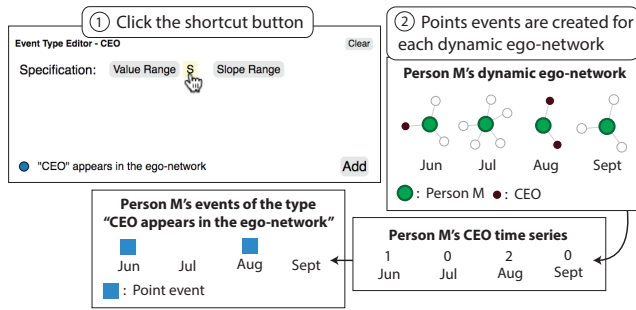 1 Click the shortcut button
Event Type Editor - CEO
Clear
Specification: Value Range S Slope Range
"CEO" appears in the ego-network
Add
2 Points events are created for
each dynamic ego-network
Person M's dynamic ego-network
Jun Jul Aug Sept
: Person M : CEO
Person M's events of the type
“CEO appears in the ego-network”
Jun Jul Aug Sept
: Point event
Person M's CEO time series
1 0 2 0
Jun Jul Aug Sept